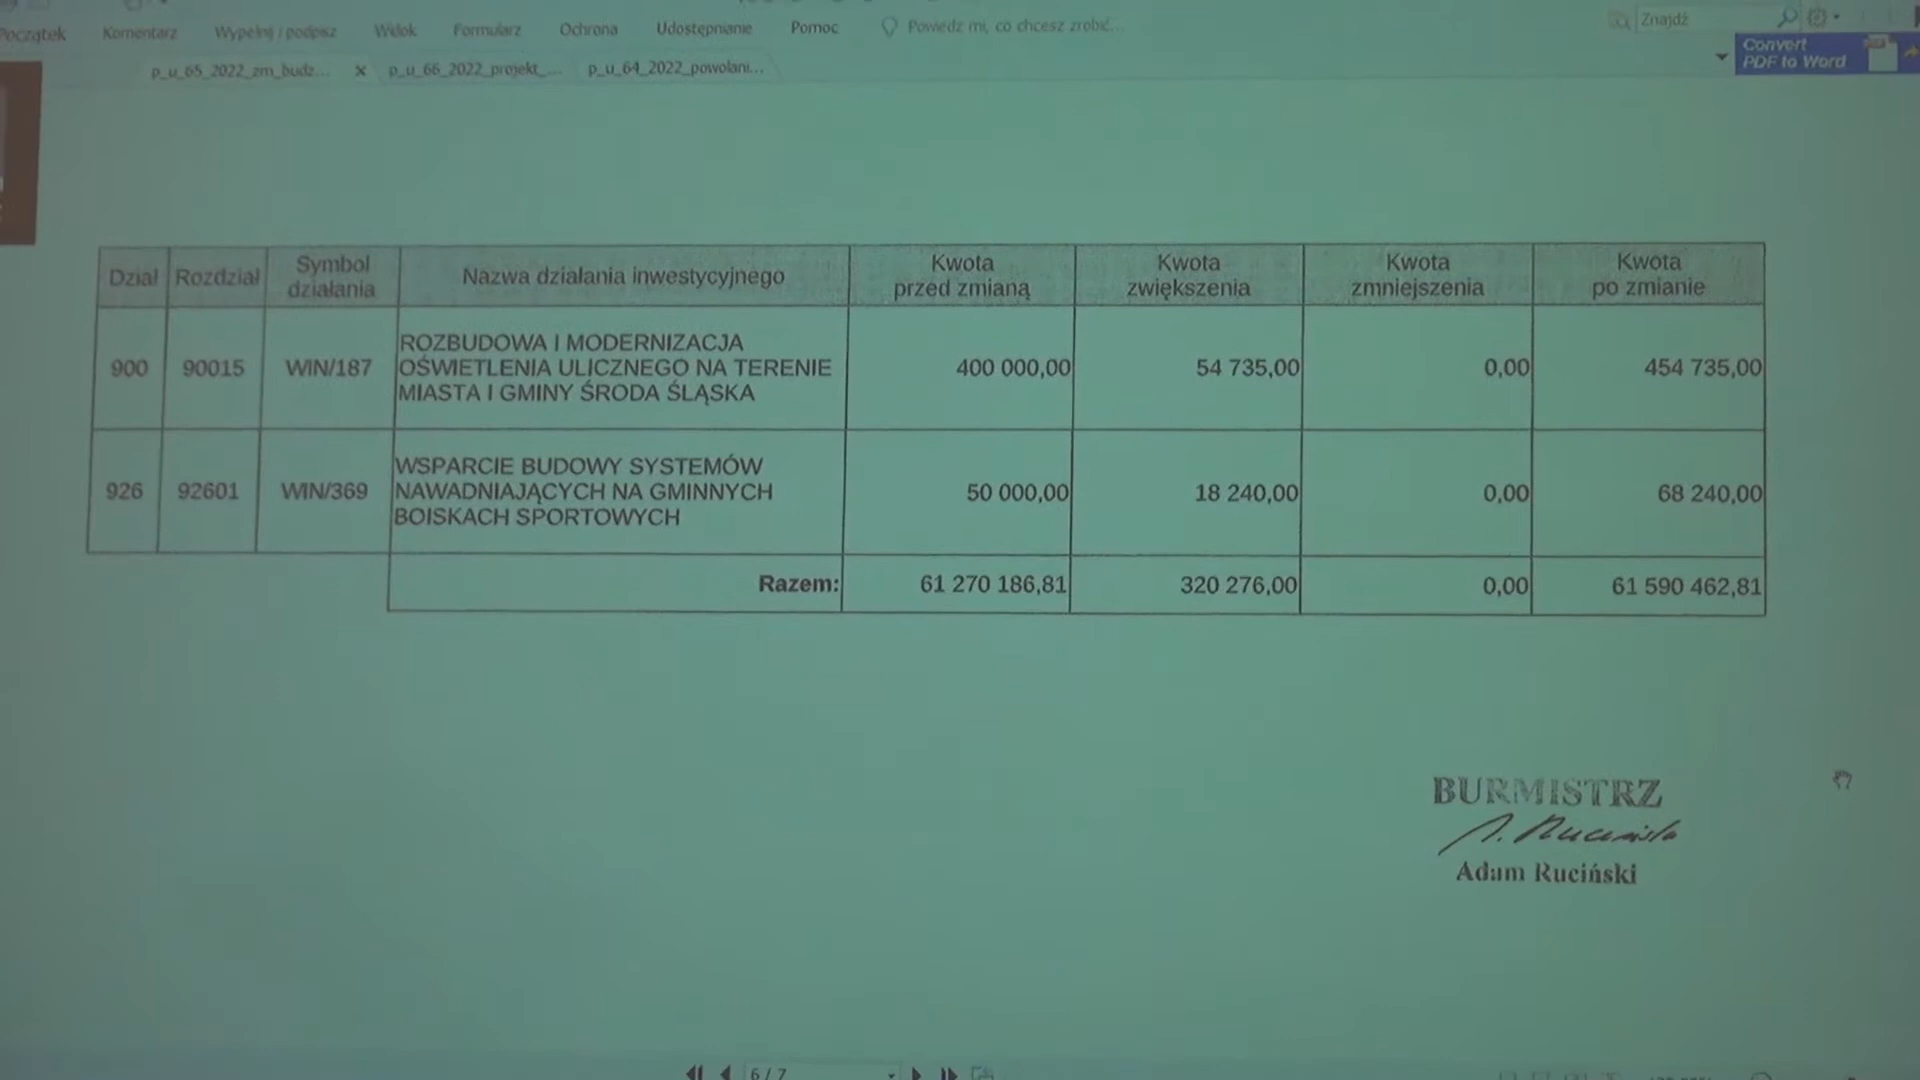 Początek Komentarz Wypełnij i podpisz Widok Formularz Ochrona Udostępnianie Pomoc Powiedz mi, co chcesz zrobić... Znajdź
Convert
PDF to Word
p_u_65_2022_zm_budz... x p_u_66_2022_projekt_... p_u_64_2022_powolani...
Dział Rozdział Symbol działania Nazwa działania inwestycyjnego Kwota przed zmianą Kwota zwiększenia Kwota zmniejszenia Kwota po zmianie
900 90015 WIN/187
ROZBUDOWA I MODERNIZACJA
OŚWIETLENIA ULICZNEGO NA TERENIE
MIASTA I GMINY ŚRODA ŚLĄSKA
400 000,00 54 735,00 0,00 454 735,00
926 92601 WIN/369
WSPARCIE BUDOWY SYSTEMÓW
NAWADNIAJĄCYCH NA GMINNYCH
BOISKACH SPORTOWYCH
50 000,00 18 240,00 0,00 68 240,00
Razem: 61 270 186,81 320 276,00 0,00 61 590 462,81
BURMISTRZ
A. Ruciński
Adam Ruciński
6 / 7